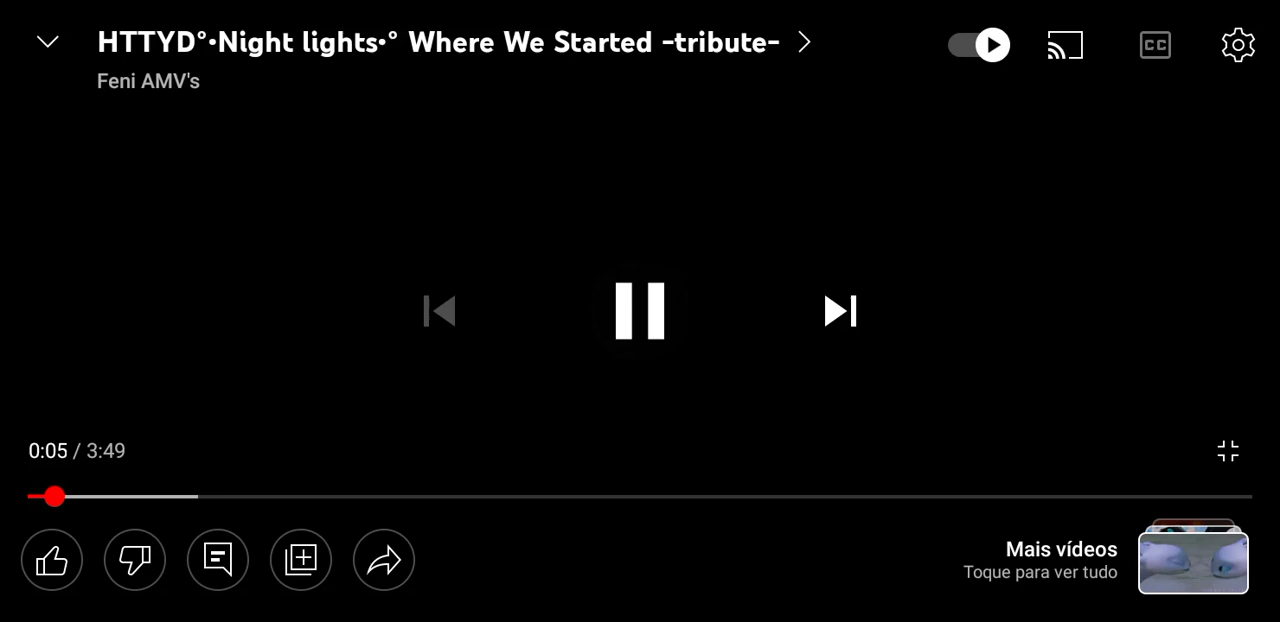 HTTYD°•Night lights•° Where We Started -tribute-
Feni AMV's
CC
0:05 / 3:49
Mais vídeos
Toque para ver tudo